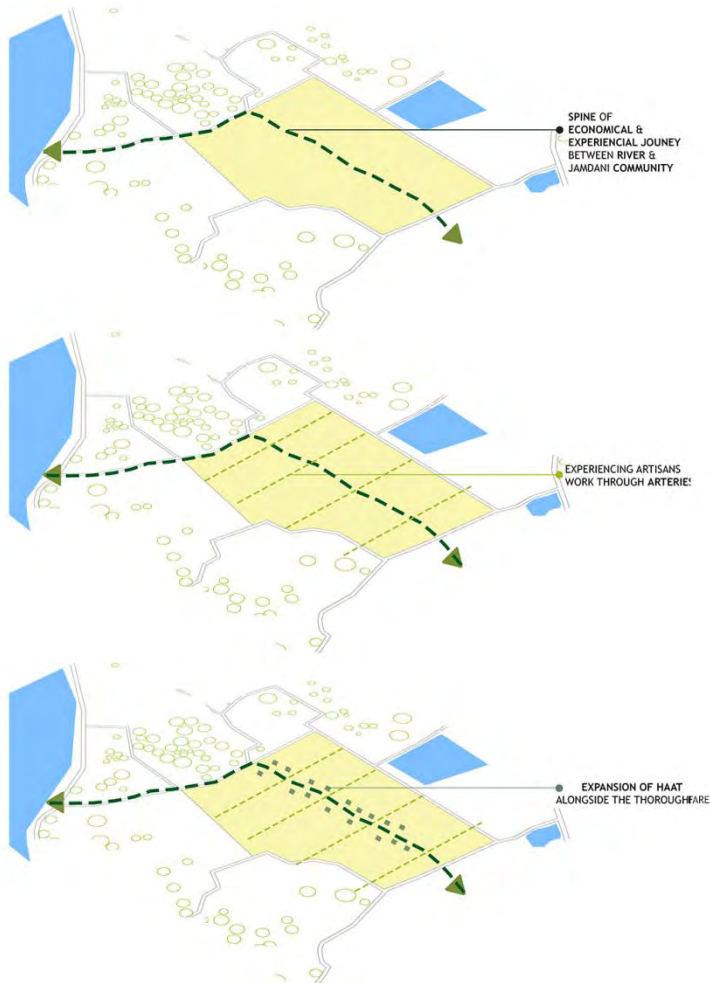 SPINE OF
ECONOMICAL &
EXPERIENCIAL JOUNEY
BETWEEN RIVER &
JAMDANI COMMUNITY
EXPERIENCING ARTISANS
WORK THROUGH ARTERIES
EXPANSION OF HAAT
ALONGSIDE THE THOROUGHFARE